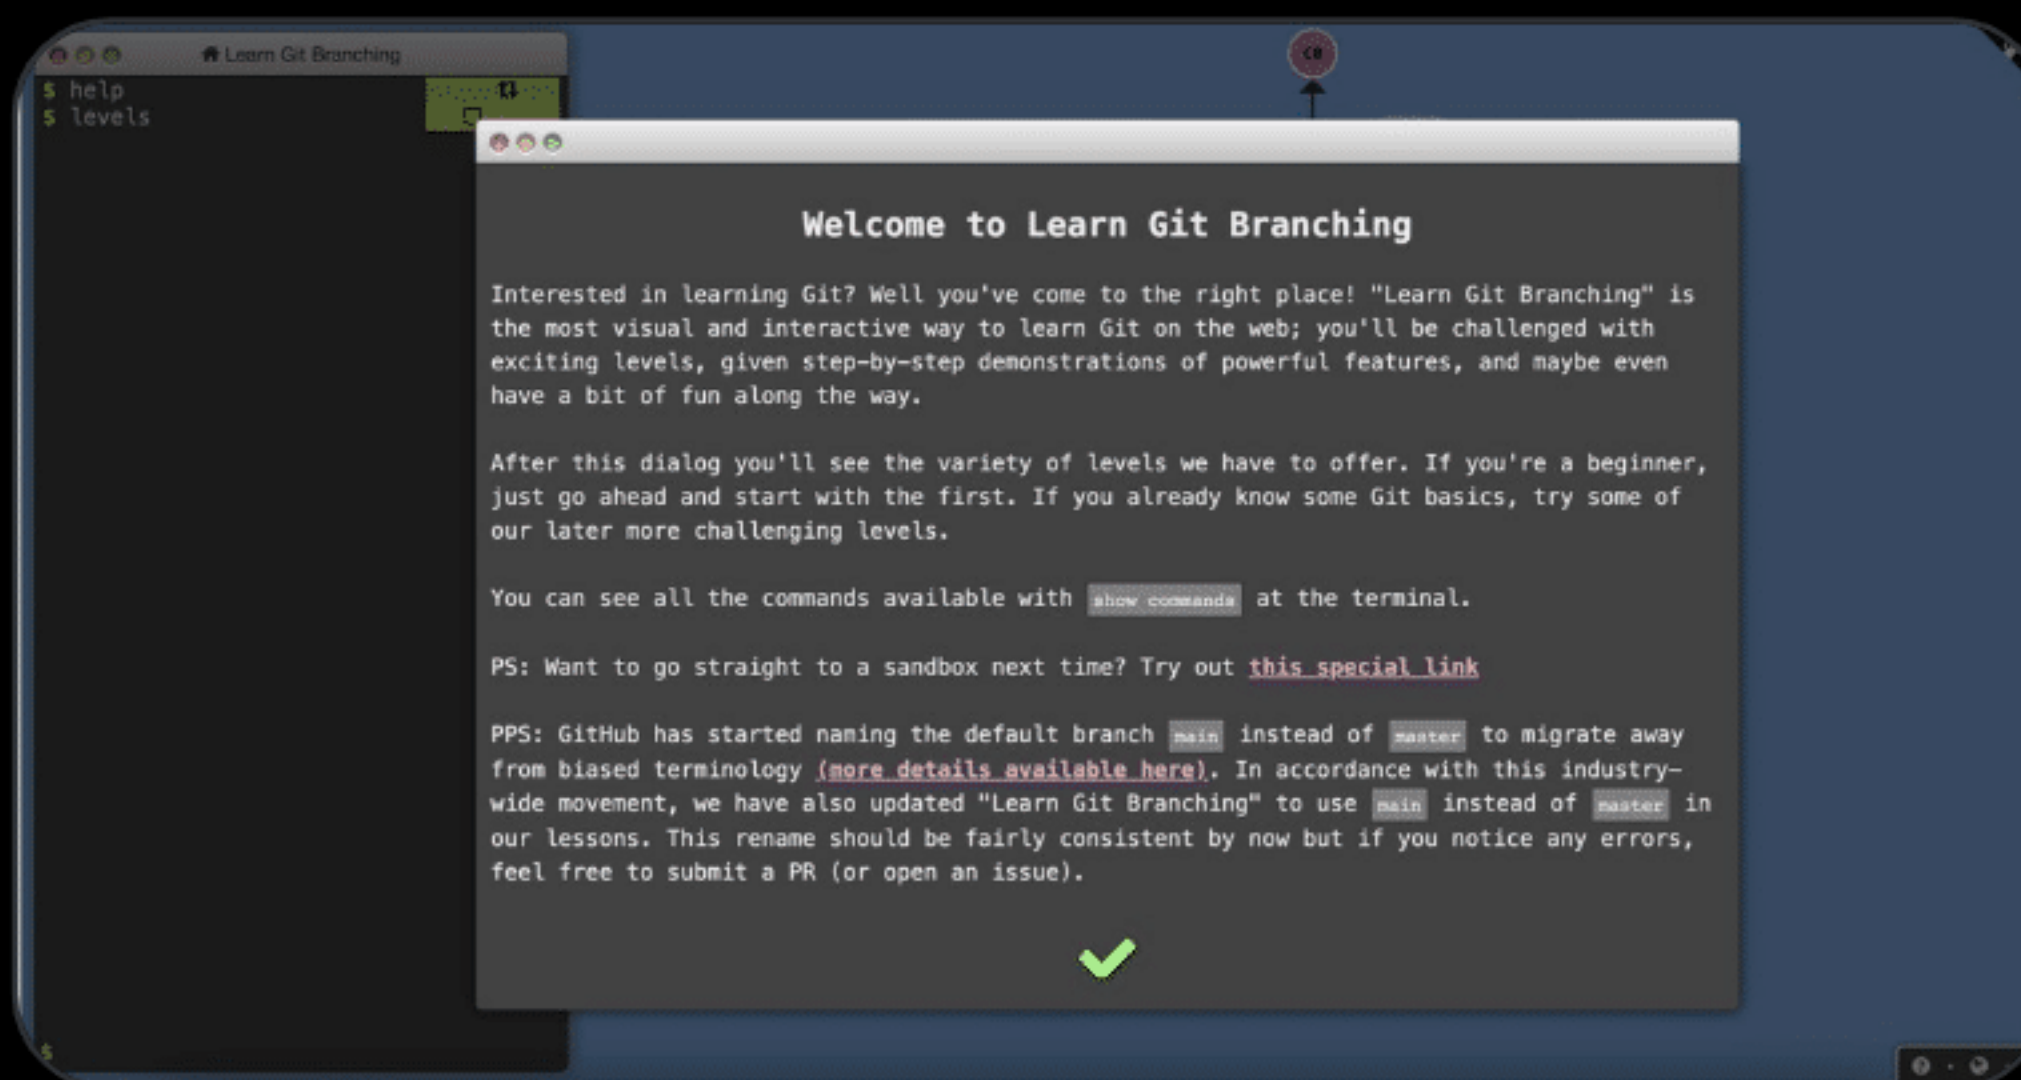 Learn Git Branching
$ help
$ levels
C0
Welcome to Learn Git Branching
Interested in learning Git? Well you've come to the right place! "Learn Git Branching" is
the most visual and interactive way to learn Git on the web; you'll be challenged with
exciting levels, given step-by-step demonstrations of powerful features, and maybe even
have a bit of fun along the way.
After this dialog you'll see the variety of levels we have to offer. If you're a beginner,
just go ahead and start with the first. If you already know some Git basics, try some of
our later more challenging levels.
You can see all the commands available with show commands at the terminal.
PS: Want to go straight to a sandbox next time? Try out this special link
PPS: GitHub has started naming the default branch main instead of master to migrate away
from biased terminology (more details available here). In accordance with this industry-
wide movement, we have also updated "Learn Git Branching" to use main instead of master in
our lessons. This rename should be fairly consistent by now but if you notice any errors,
feel free to submit a PR (or open an issue).
$